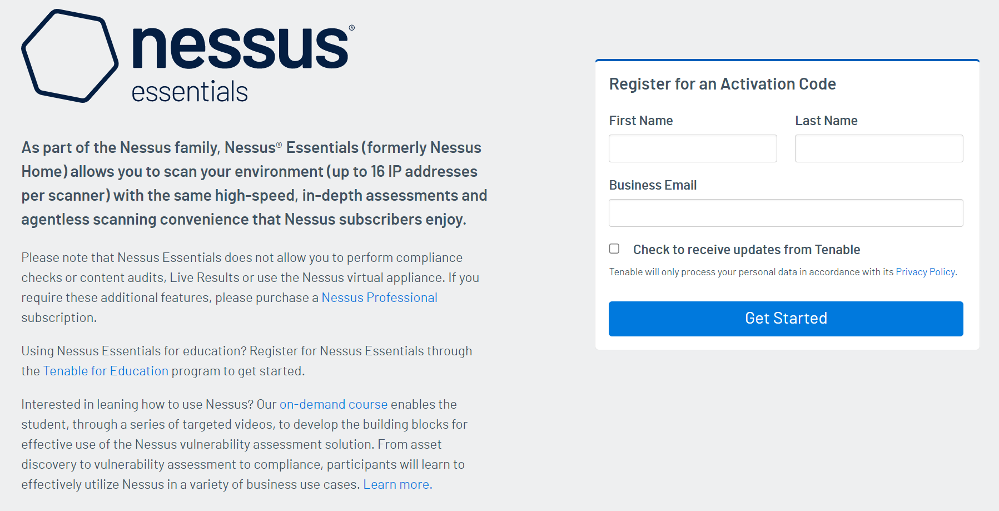 nessus®
essentials
As part of the Nessus family, Nessus® Essentials (formerly Nessus
Home) allows you to scan your environment (up to 16 IP addresses
per scanner) with the same high-speed, in-depth assessments and
agentless scanning convenience that Nessus subscribers enjoy.
Please note that Nessus Essentials does not allow you to perform compliance
checks or content audits, Live Results or use the Nessus virtual appliance. If you
require these additional features, please purchase a Nessus Professional
subscription.
Using Nessus Essentials for education? Register for Nessus Essentials through
the Tenable for Education program to get started.
Interested in leaning how to use Nessus? Our on-demand course enables the
student, through a series of targeted videos, to develop the building blocks for
effective use of the Nessus vulnerability assessment solution. From asset
discovery to vulnerability assessment to compliance, participants will learn to
effectively utilize Nessus in a variety of business use cases. Learn more.
Register for an Activation Code
First Name
Last Name
Business Email
Check to receive updates from Tenable
Tenable will only process your personal data in accordance with its Privacy Policy.
Get Started